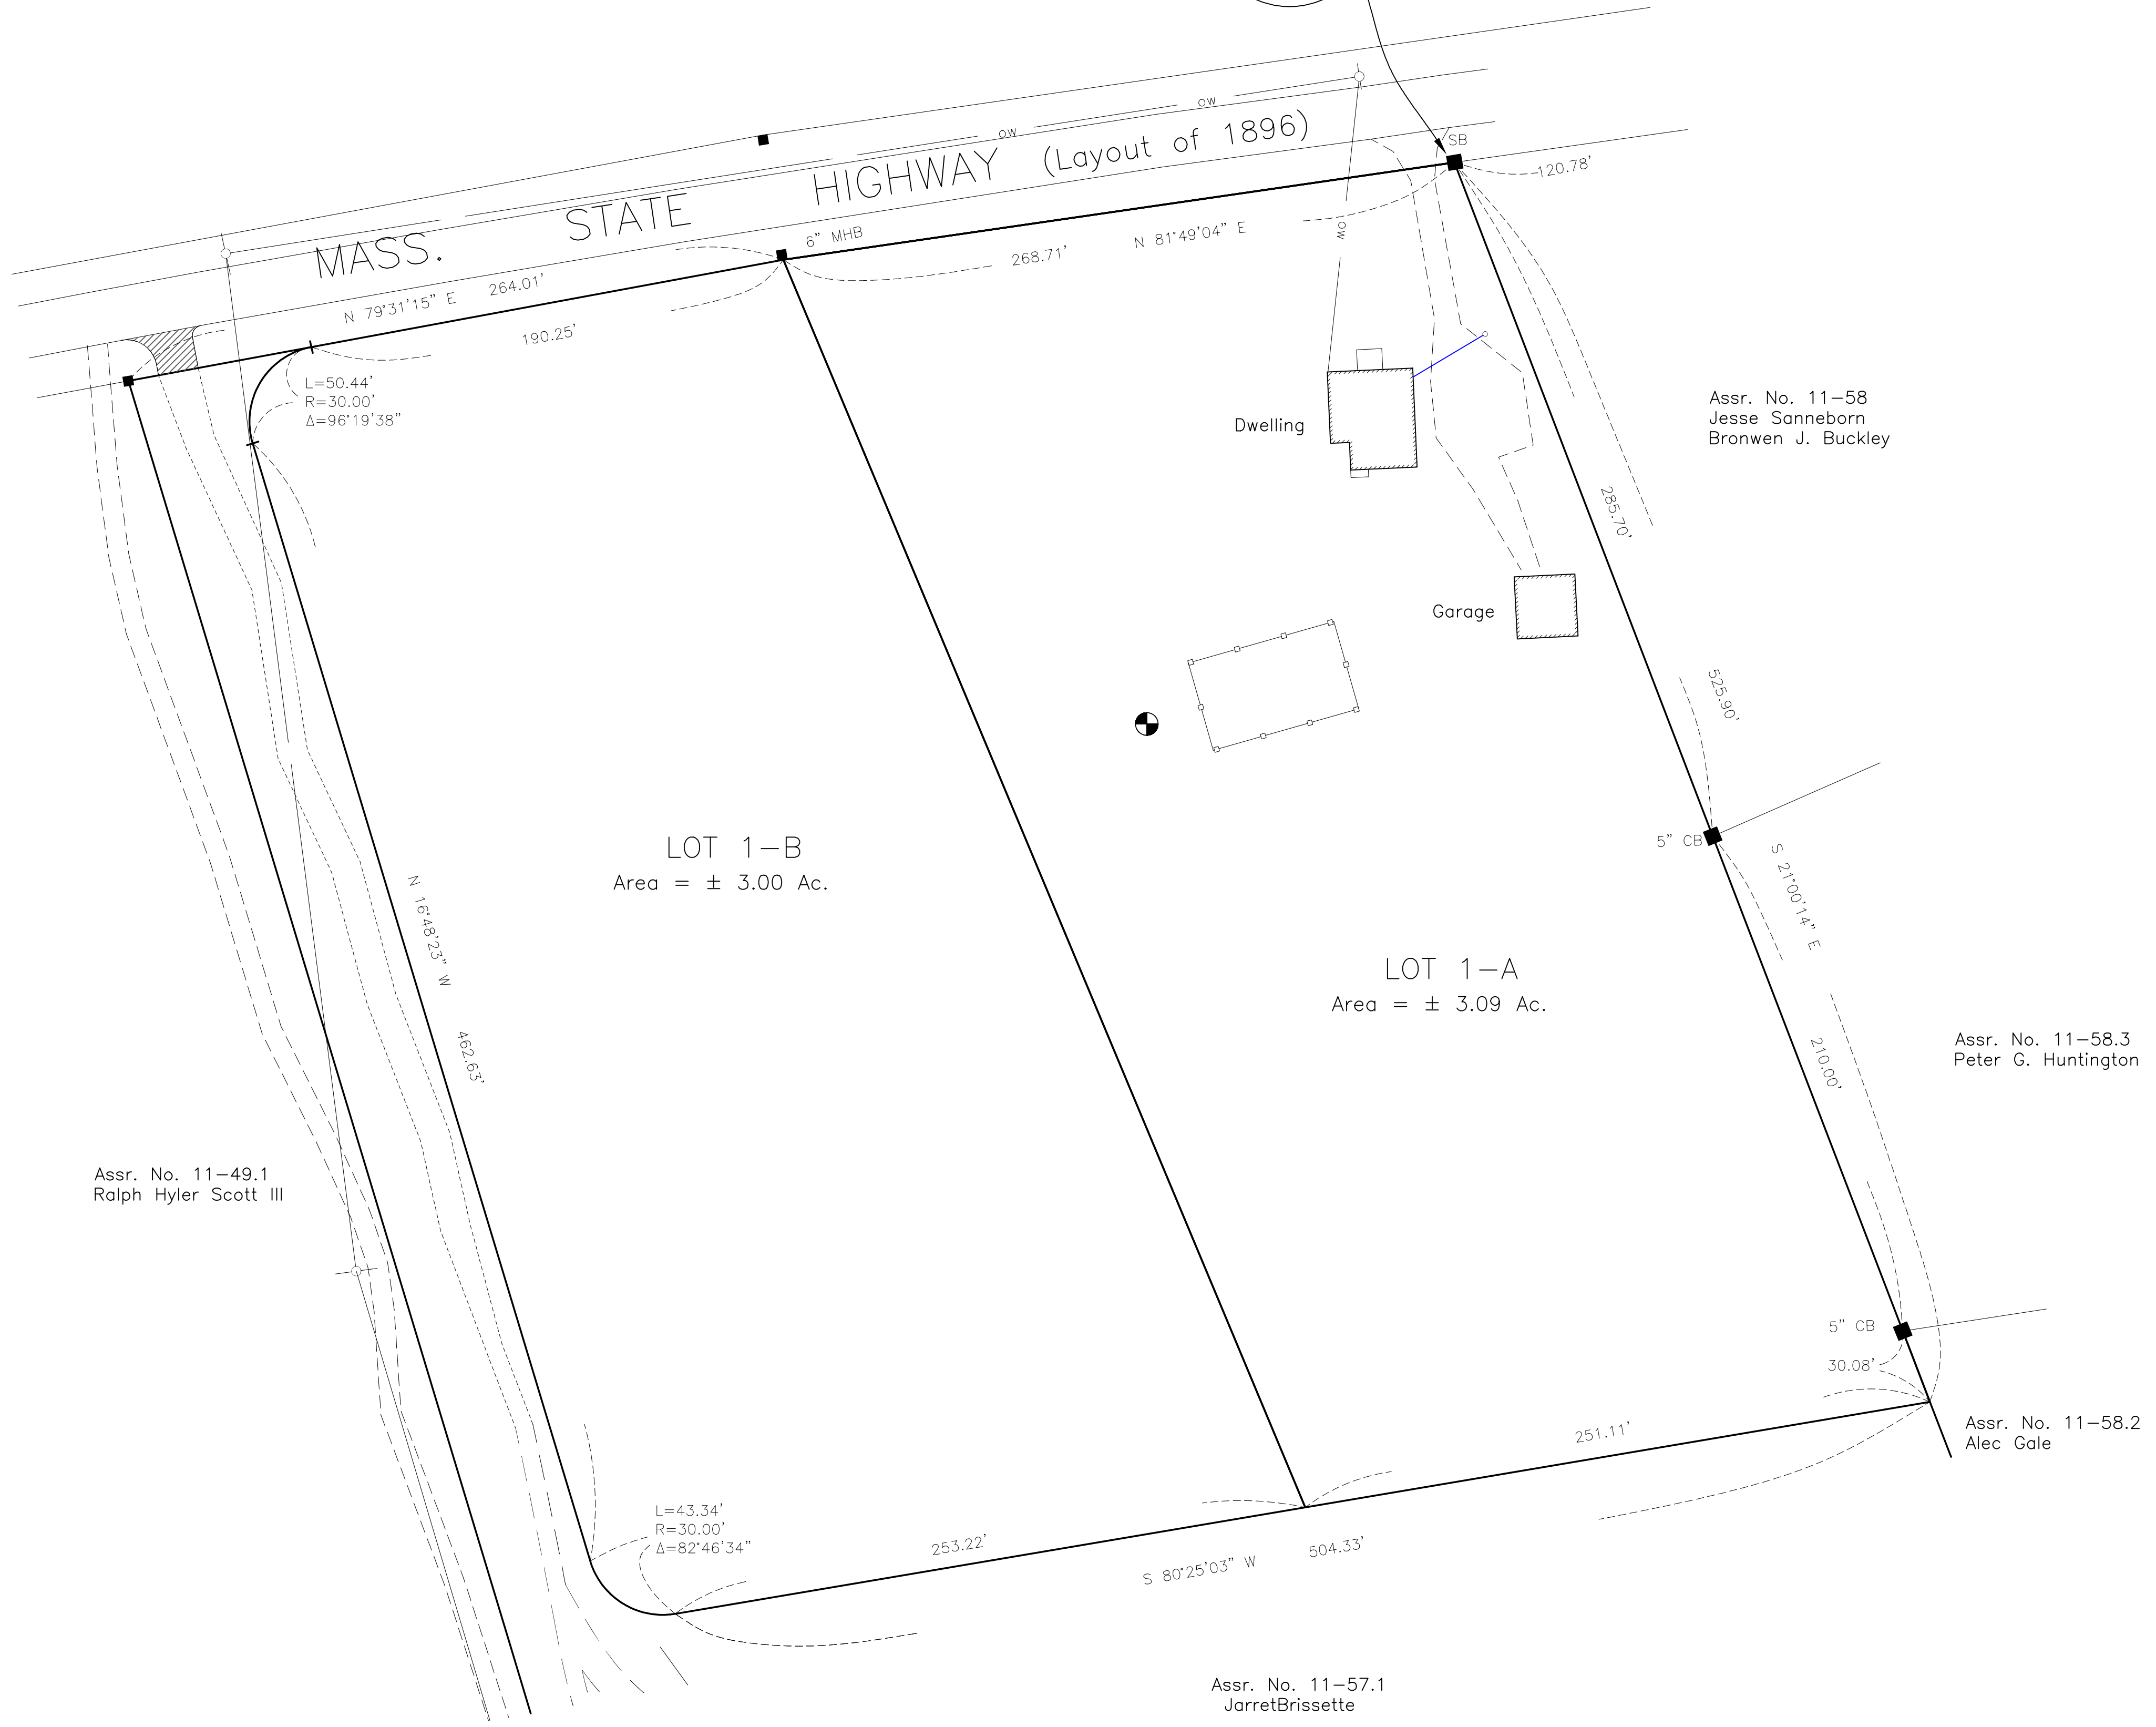 OW
OW
MASS. STATE HIGHWAY (Layout of 1896)
SB
120.78'
6" MHB
N 81°49'04" E
268.71'
N 79°31'15" E 264.01'
190.25'
OW
L=50.44'
R=30.00'
Δ=96°19'38"
Dwelling
Assr. No. 11-58
Jesse Sanneborn
Bronwen J. Buckley
285.70'
Garage
525.90'
5" CB
LOT 1-B
Area = ± 3.00 Ac.
S 21°00'14" E
N 16°48'23" W
462.63'
LOT 1-A
Area = ± 3.09 Ac.
210.00'
Assr. No. 11-58.3
Peter G. Huntington
Assr. No. 11-49.1
Ralph Hyler Scott III
5" CB
30.08'
251.11'
Assr. No. 11-58.2
Alec Gale
L=43.34'
R=30.00'
Δ=82°46'34"
253.22'
S 80°25'03" W 504.33'
Assr. No. 11-57.1
JarretBrissette